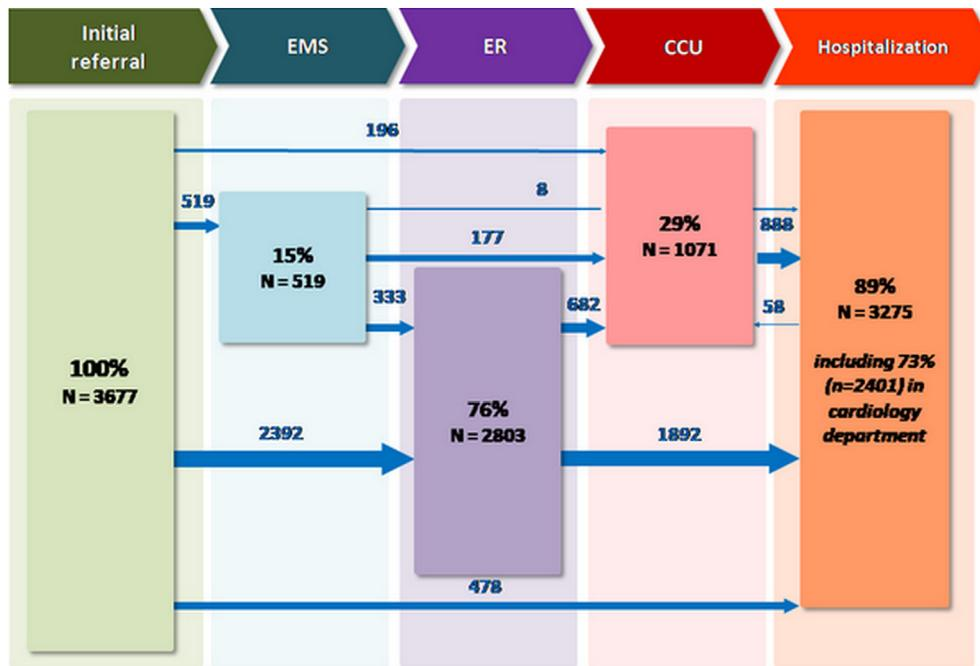 Initial
referral
EMS
ER
CCU
Hospitalization
196
519
8
888
177
29%
N = 1071
15%
N = 519
333
682
58
89%
N = 3275
including 73%
(n=2401) in
cardiology
department
100%
N = 3677
76%
N = 2803
2392
1892
478